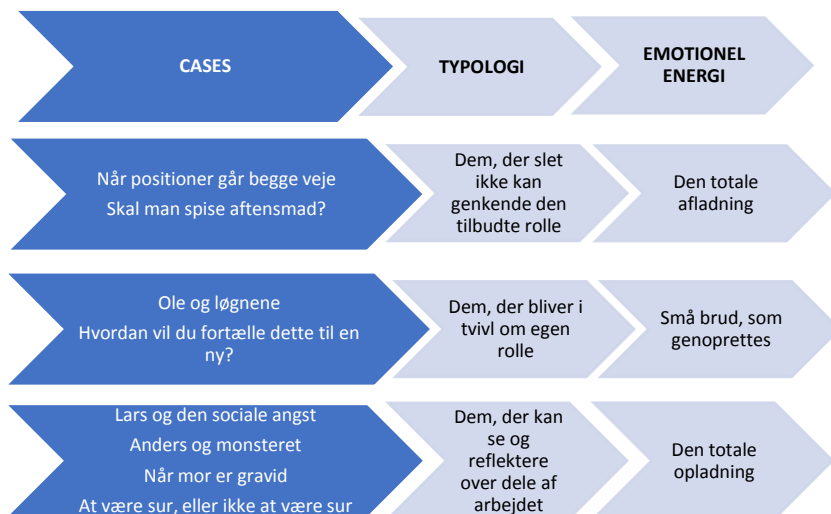 CASES
TYPOLOGI
EMOTIONEL
ENERGI
Når positioner går begge veje
Skal man spise aftensmad?
Dem, der slet
ikke kan
genkende den
tilbudte rolle
Den totale
afladning
Ole og løgnene
Hvordan vil du fortælle dette til en
ny?
Dem, der bliver i
tvivl om egen
rolle
Små brud, som
genoprettes
Lars og den sociale angst
Anders og monsteret
Når mor er gravid
At være sur, eller ikke at være sur
Dem, der kan
se og
reflektere
over dele af
arbejdet
Den totale
opladning